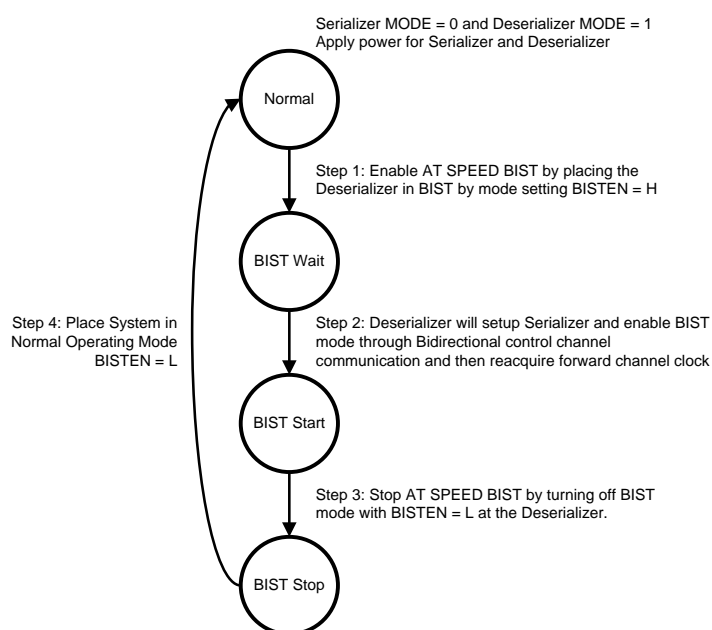 Serializer MODE = 0 and Deserializer MODE = 1
Apply power for Serializer and Deserializer
Normal
Step 1: Enable AT SPEED BIST by placing the
Deserializer in BIST by mode setting BISTEN = H
BIST Wait
Step 4: Place System in
Normal Operating Mode
BISTEN = L
Step 2: Deserializer will setup Serializer and enable BIST
mode through Bidirectional control channel
communication and then reacquire forward channel clock
BIST Start
Step 3: Stop AT SPEED BIST by turning off BIST
mode with BISTEN = L at the Deserializer.
BIST Stop